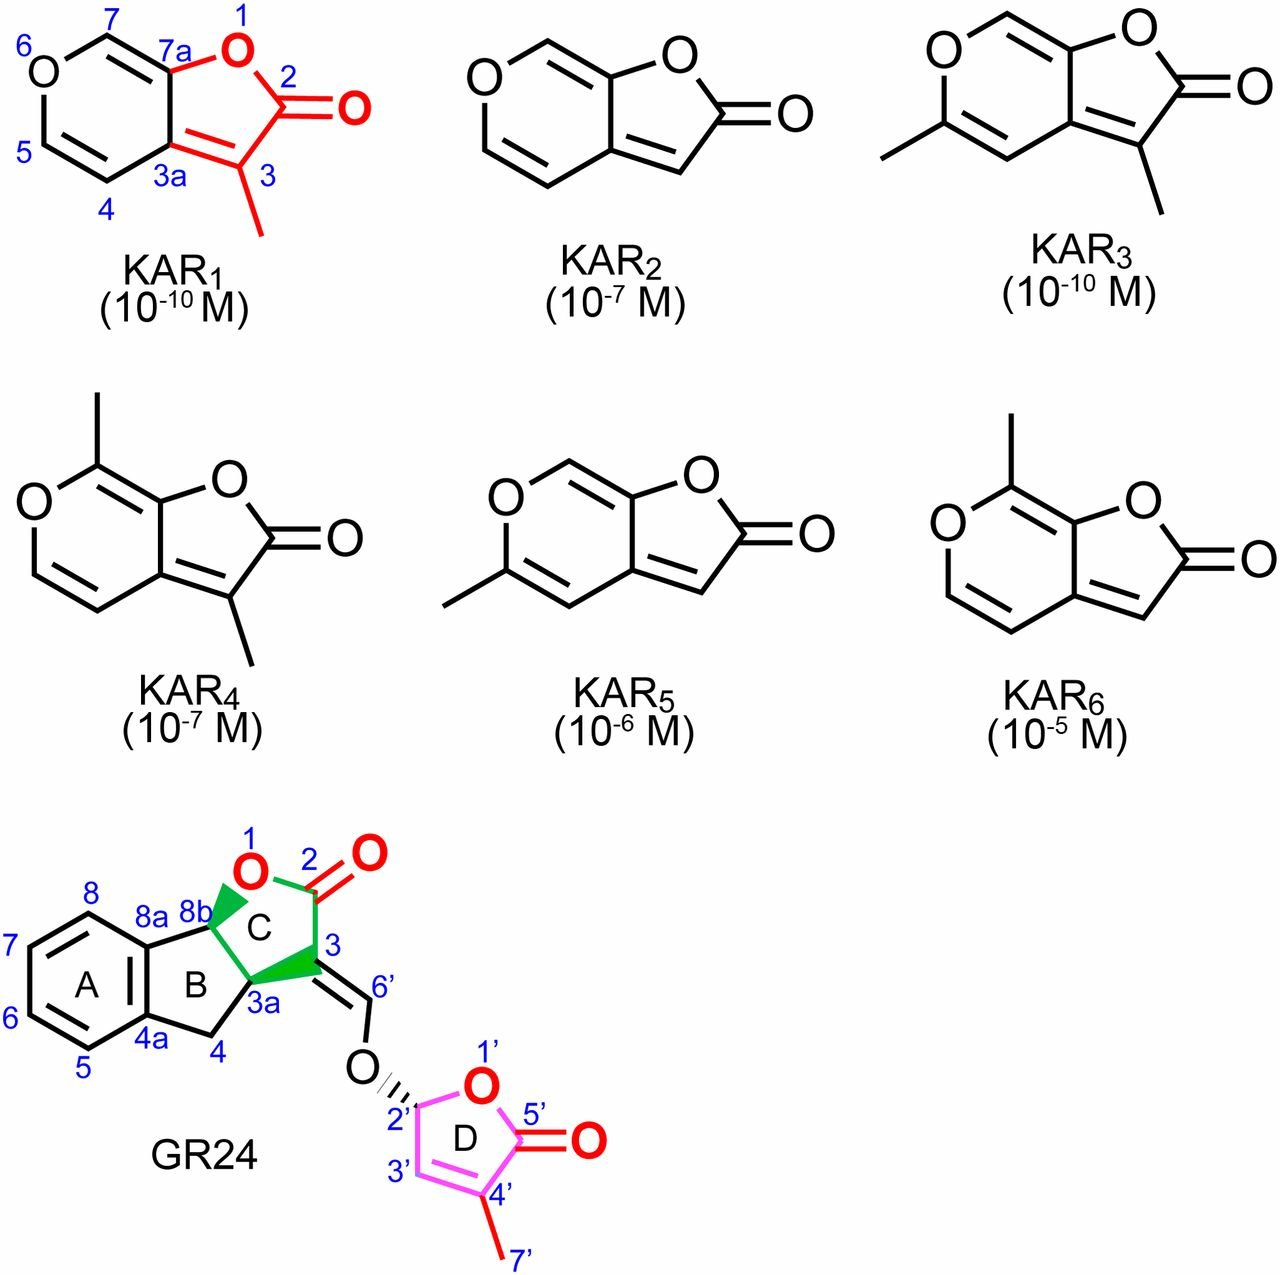 1
7
6
O
7a
O
2
O
5
3a
3
4
KAR1
(10-10 M)
O
O
O
KAR2
(10-7 M)
O
O
O
KAR3
(10-10 M)
O
O
O
KAR4
(10-7 M)
O
O
O
KAR5
(10-6 M)
O
O
O
KAR6
(10-5 M)
1
2
O
O
8
8a
8b
C
7
3
A
B
3a
6'
6
4a
4
5
O
1'
O
2'
5'
D
O
GR24
3'
4'
7'